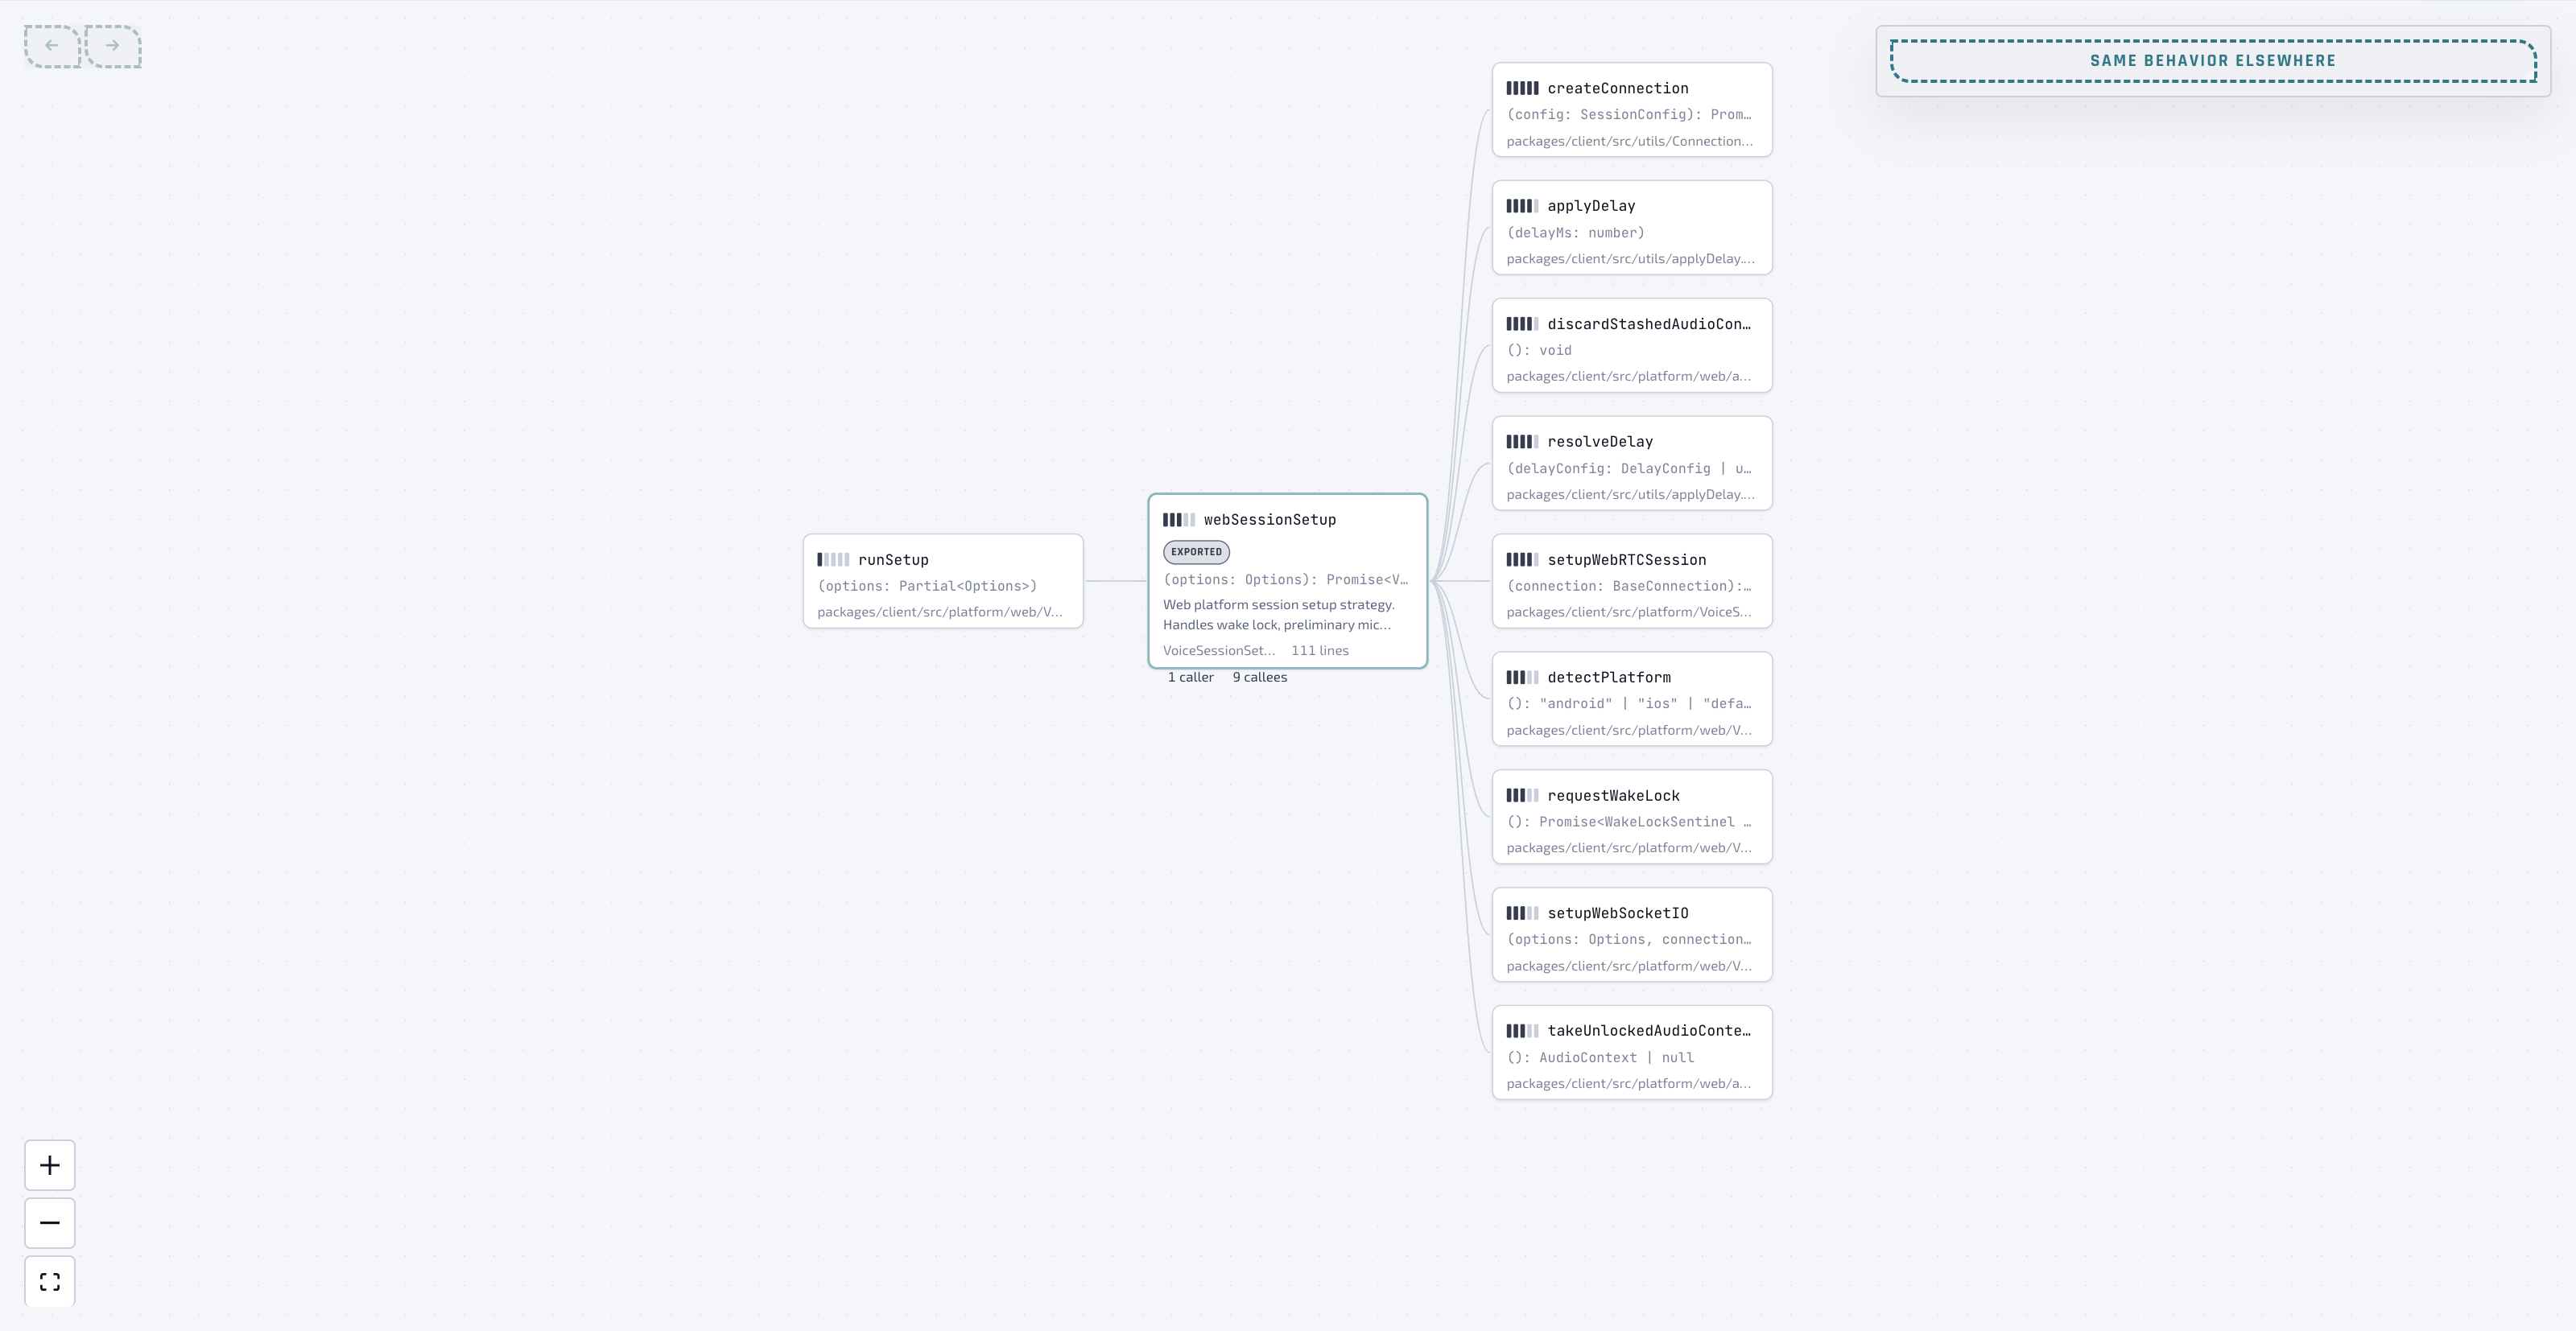 SAME BEHAVIOR ELSEWHERE
createConnection
(config: SessionConfig): Prom…
packages/client/src/utils/Connection…
applyDelay
(delayMs: number)
packages/client/src/utils/applyDelay.…
discardStashedAudioCon…
(): void
packages/client/src/platform/web/a…
resolveDelay
(delayConfig: DelayConfig | u…
packages/client/src/utils/applyDelay.…
runSetup
(options: Partial<Options>)
packages/client/src/platform/web/V…
webSessionSetup
EXPORTED
(options: Options): Promise<V…
Web platform session setup strategy.
Handles wake lock, preliminary mic…
VoiceSessionSet… 111 lines
1 caller 9 callees
setupWebRTCSession
(connection: BaseConnection):…
packages/client/src/platform/VoiceS…
detectPlatform
(): "android" | "ios" | "defa…
packages/client/src/platform/web/V…
requestWakeLock
(): Promise<WakeLockSentinel …
packages/client/src/platform/web/V…
setupWebSocketIO
(options: Options, connection…
packages/client/src/platform/web/V…
takeUnlockedAudioConte…
(): AudioContext | null
packages/client/src/platform/web/a…